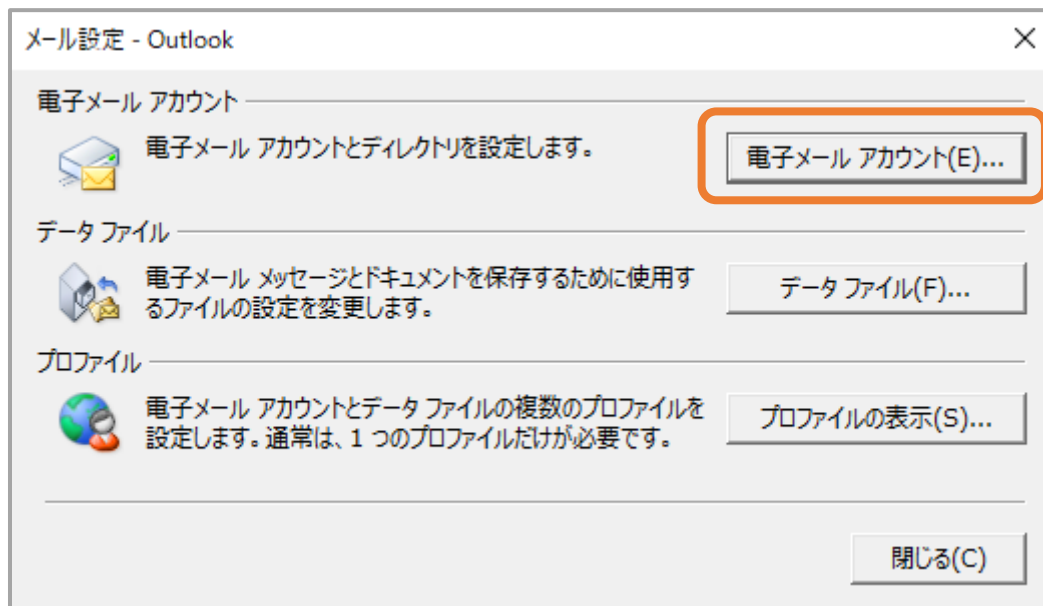 メール設定 - Outlook
電子メール アカウント
電子メール アカウントとディレクトリを設定します。
電子メール アカウント(E)...
データ ファイル
電子メール メッセージとドキュメントを保存するために使用す
るファイルの設定を変更します。
データ ファイル(F)...
プロファイル
電子メール アカウントとデータ ファイルの複数のプロファイルを
設定します。通常は、1 つのプロファイルだけが必要です。
プロファイルの表示(S)...
閉じる(C)